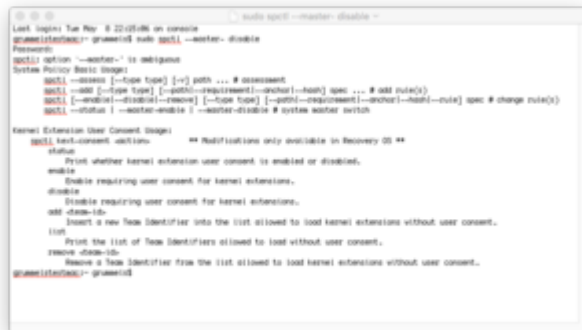 sudo spctl --master- disable
Last login: Tue May  8 22:25:06 on console
grummeistestmac:~ grummeis$ sudo spctl --master- disable
Password:
spctl: option `--master-' is ambiguous
System Policy Basic Usage:
spctl --assess [--type type] [-v] path ... # assessment
spctl --add [--type type] [--path|--requirement|--anchor|--hash] spec ... # add rule(s)
spctl [--enable|--disable|--remove] [--type type] [--path|--requirement|--anchor|--hash|--rule] spec # change rule(s)
spctl --status | --master-enable | --master-disable # system master switch
Kernel Extension User Consent Usage:
spctl kext-consent <action>         ** Modifications only available in Recovery OS **
status
Print whether kernel extension user consent is enabled or disabled.
enable
Enable requiring user consent for kernel extensions.
disable
Disable requiring user consent for kernel extensions.
add <team-id>
Insert a new Team Identifier into the list allowed to load kernel extensions without user consent.
list
Print the list of Team Identifiers allowed to load without user consent.
remove <team-id>
Remove a Team Identifier from the list allowed to load kernel extensions without user consent.
grummeistestmac:~ grummeis$